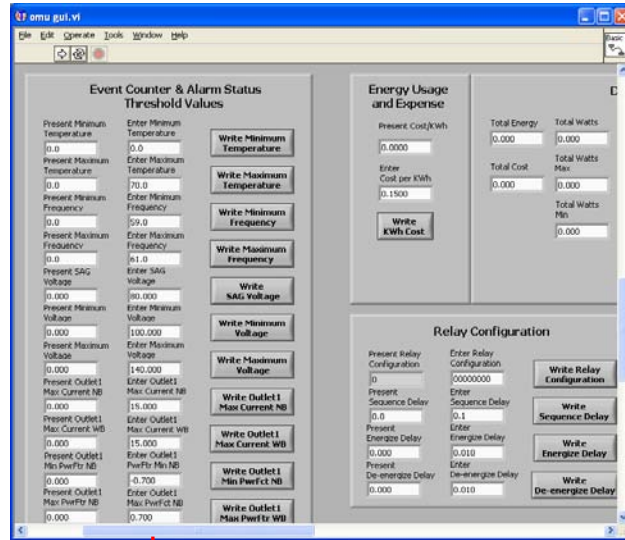 omu gui.vi
File Edit Operate Tools Window Help
Basic
Event Counter & Alarm Status
Threshold Values
Present Minimum
Temperature
0.0
Enter Minimum
Temperature
0.0
Write Minimum
Temperature
Present Maximum
Temperature
0.0
Enter Maximum
Temperature
70.0
Write Maximum
Temperature
Present Minimum
Frequency
0.0
Enter Minimum
Frequency
59.0
Write Minimum
Frequency
Present Maximum
Frequency
0.0
Enter Maximum
Frequency
61.0
Write Maximum
Frequency
Present SAG
Voltage
0.000
Enter SAG
Voltage
80.000
Write
SAG Voltage
Present Minimum
Voltage
0.000
Enter Minimum
Voltage
100.000
Write Minimum
Voltage
Present Maximum
Voltage
0.000
Enter Maximum
Voltage
140.000
Write Maximum
Voltage
Present Outlet1
Max Current NB
0.000
Enter Outlet1
Max Current NB
15.000
Write Outlet1
Max Current NB
Present Outlet1
Max Current WB
0.000
Enter Outlet1
Max Current WB
15.000
Write Outlet1
Max Current WB
Present Outlet1
Min PwrFtr NB
0.000
Enter Outlet1
PwrFtr Min NB
-0.700
Write Outlet1
Min PwrFct NB
Present Outlet1
Max PwrFtr NB
0.000
Enter Outlet1
Max PwrFct NB
0.700
Write Outlet1
Max PwrFtr WB
Energy Usage
and Expense
Present Cost/KWh
0.0000
Enter
Cost per KWh
0.1500
Write
KWh Cost
D
Total Energy
0.000
Total Watts
0.000
Total Cost
0.000
Total Watts
Max
0.000
Total Watts
Min
0.000
Relay Configuration
Present Relay
Configuration
0
Enter Relay
Configuration
00000000
Write Relay
Configuration
Present
Sequence Delay
0.0
Enter
Sequence Delay
0.1
Write
Sequence Delay
Present
Energize Delay
0.000
Enter
Energize Delay
0.010
Write
Energize Delay
Present
De-energize Delay
0.000
Enter
De-energize Delay
0.010
Write
De-energize Delay